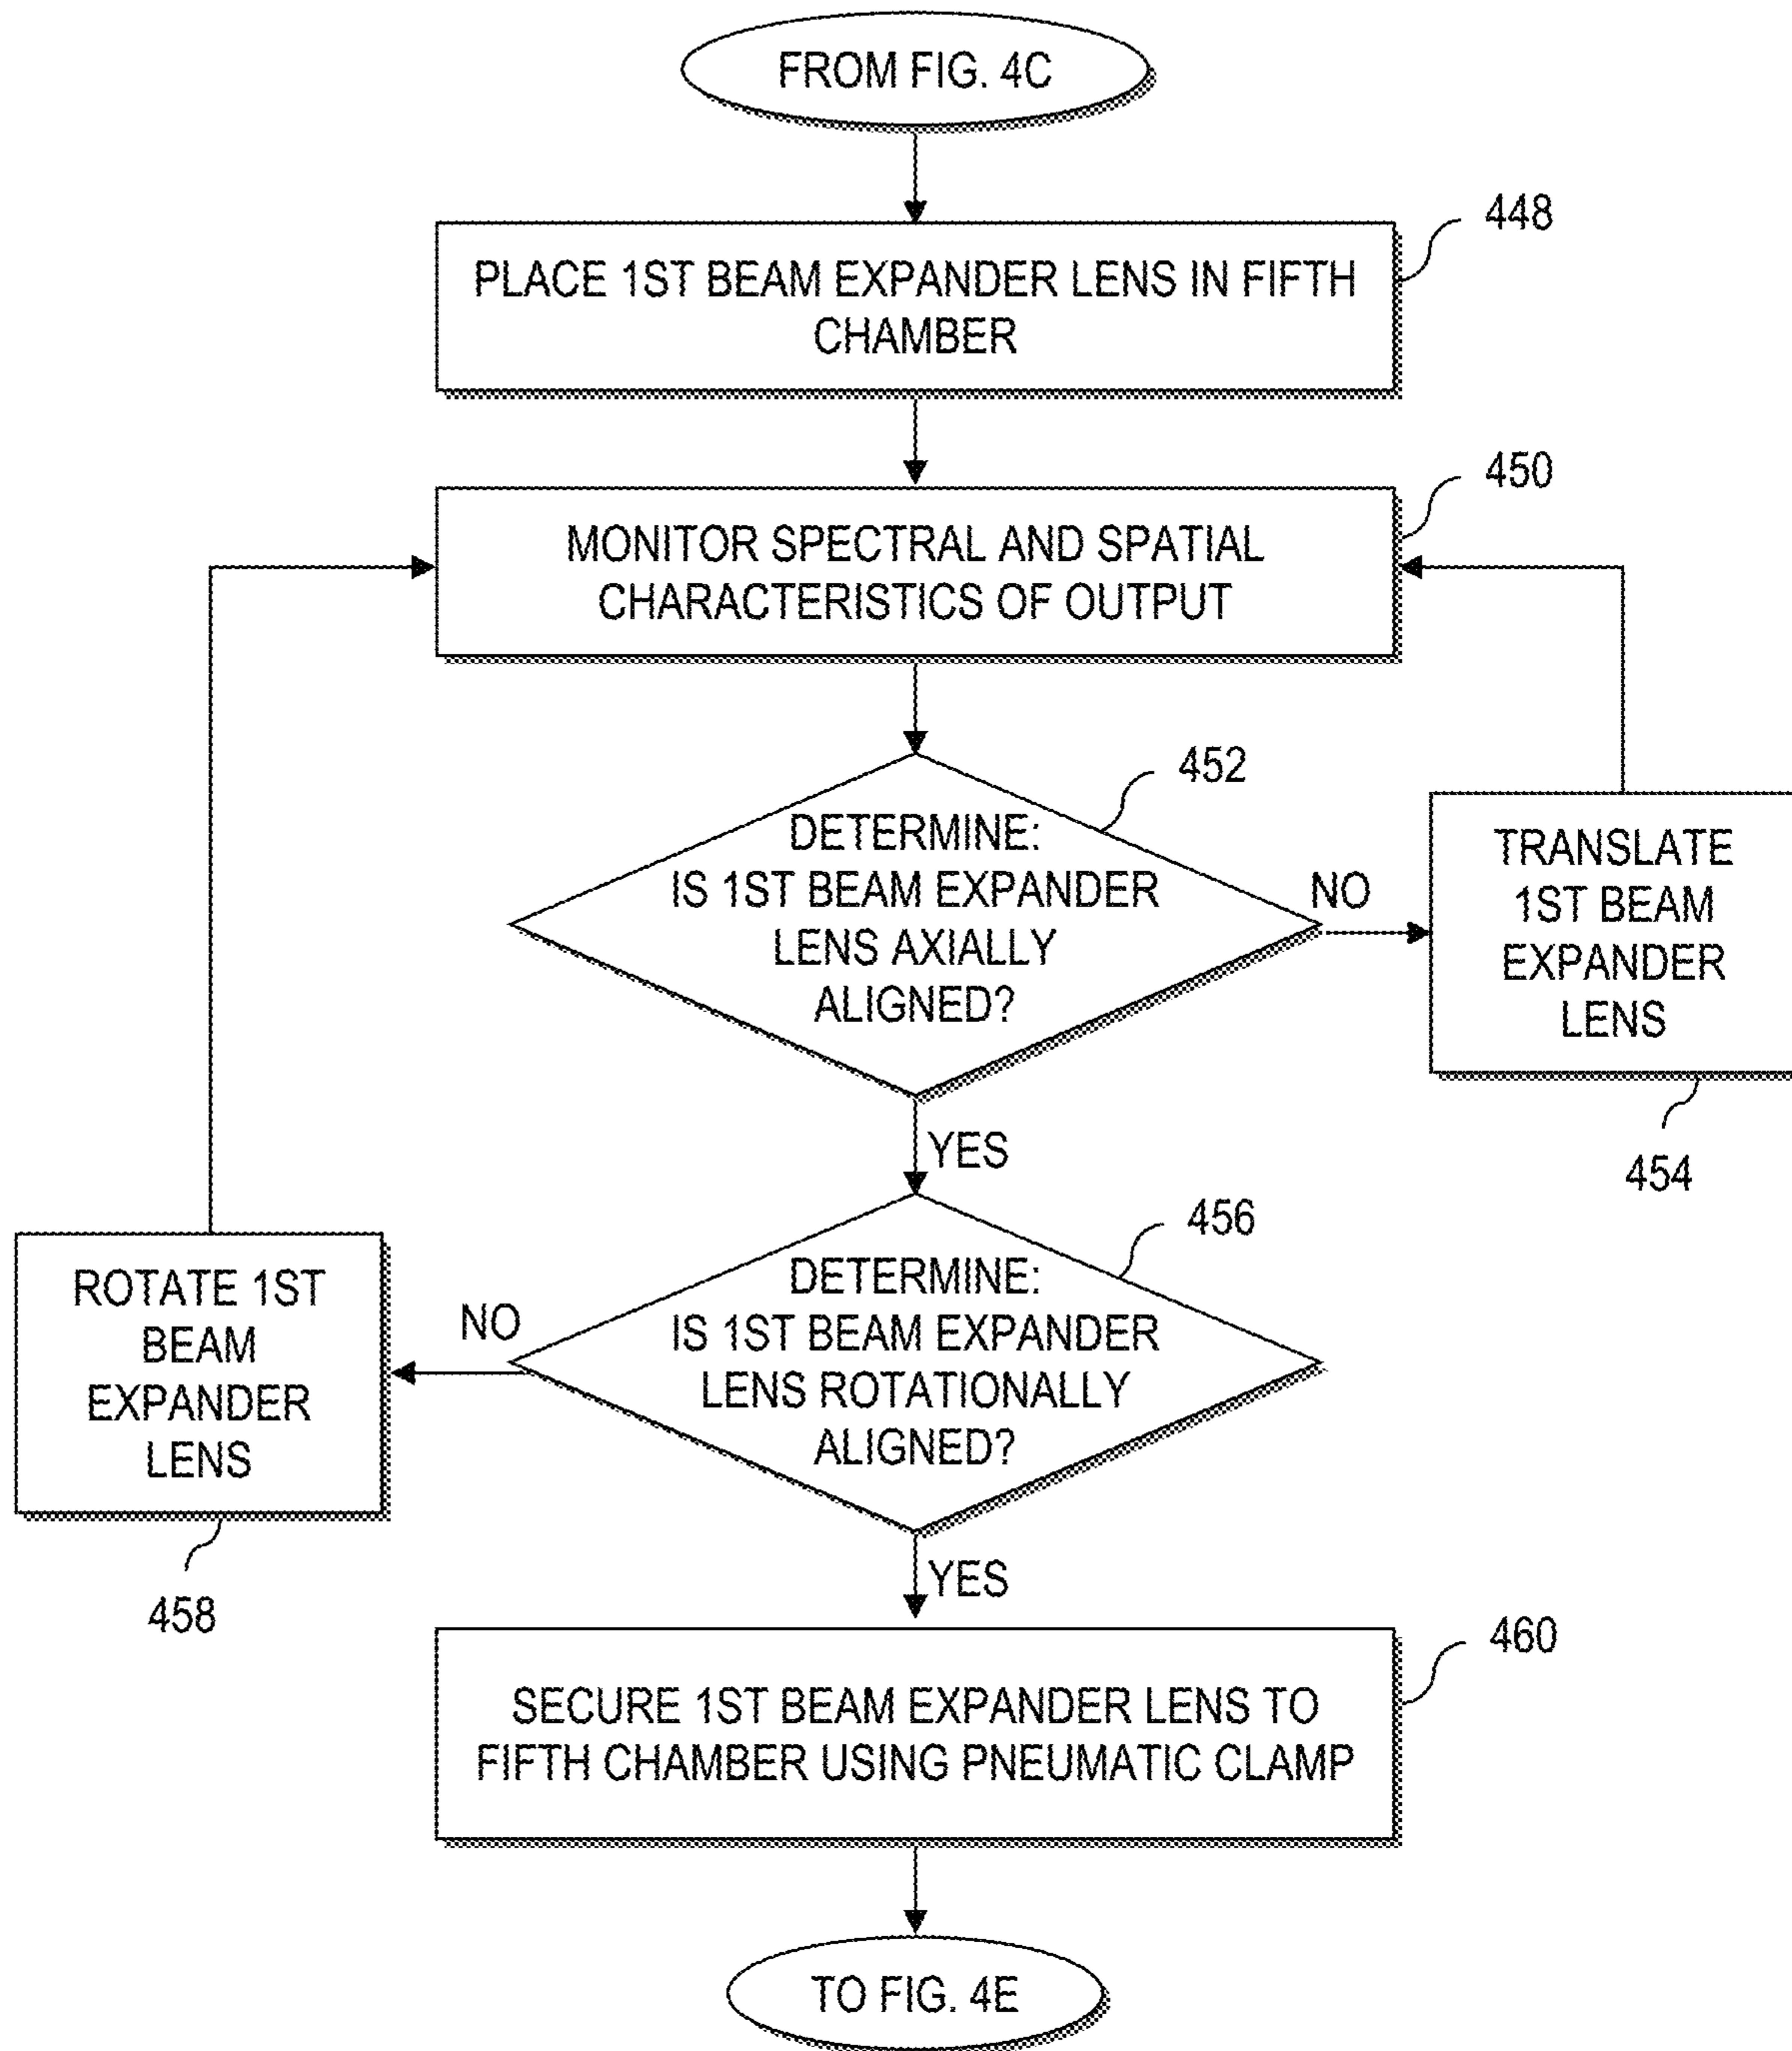 FROM FIG. 4C
448
PLACE 1ST BEAM EXPANDER LENS IN FIFTH
CHAMBER
450
MONITOR SPECTRAL AND SPATIAL
CHARACTERISTICS OF OUTPUT
452
DETERMINE:
IS 1ST BEAM EXPANDER
LENS AXIALLY
ALIGNED?
NO
TRANSLATE
1ST BEAM
EXPANDER
LENS
454
YES
456
DETERMINE:
IS 1ST BEAM EXPANDER
LENS ROTATIONALLY
ALIGNED?
NO
ROTATE 1ST
BEAM
EXPANDER
LENS
458
YES
460
SECURE 1ST BEAM EXPANDER LENS TO
FIFTH CHAMBER USING PNEUMATIC CLAMP
TO FIG. 4E